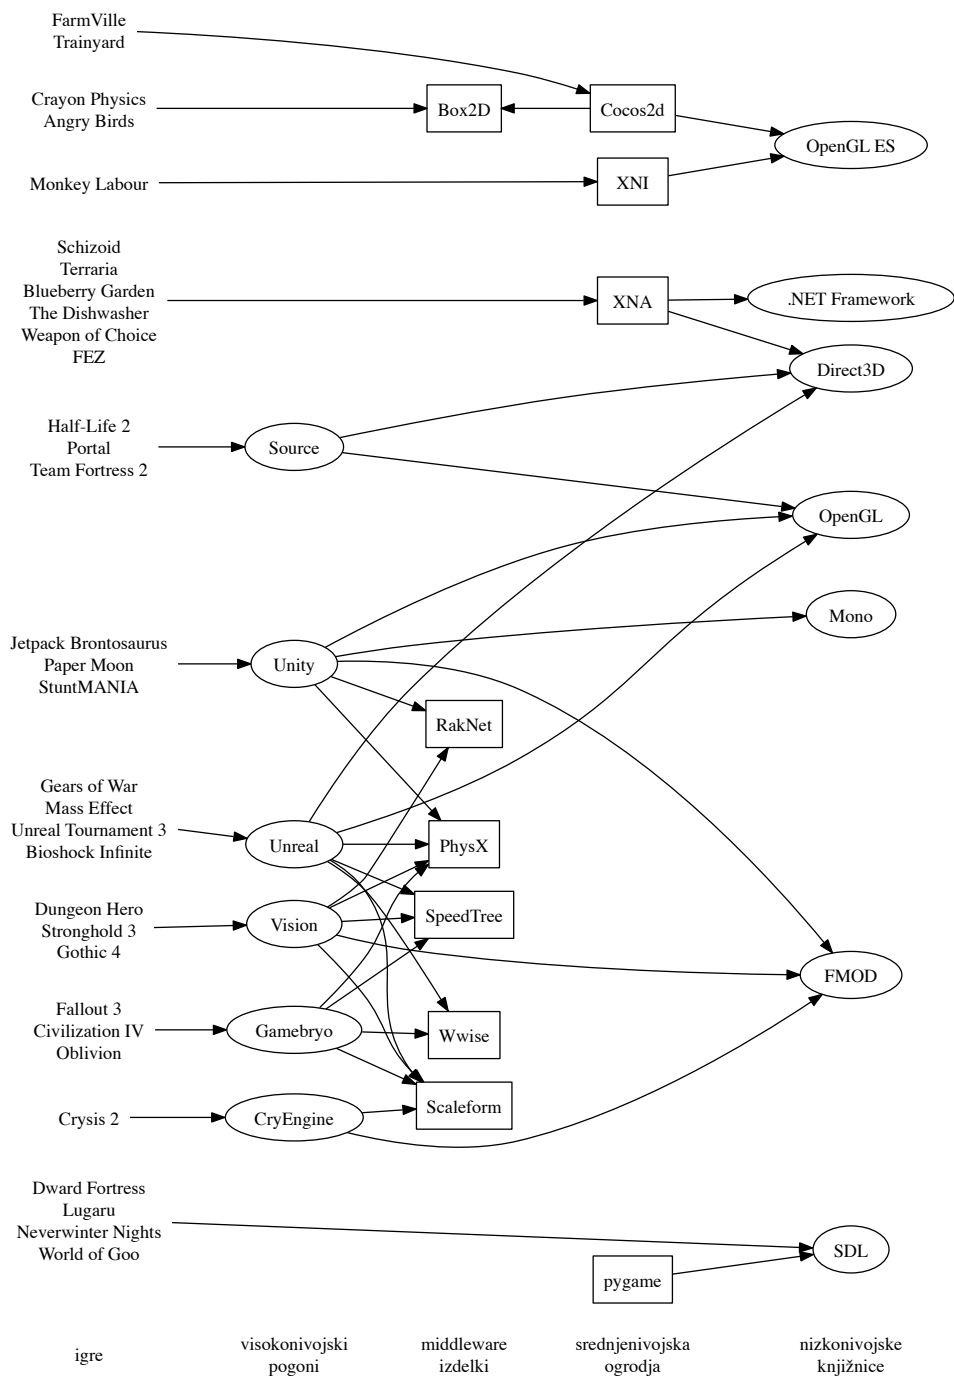 FarmVille
Trainyard
Crayon Physics
Angry Birds
Box2D
Cocos2d
OpenGL ES
Monkey Labour
XNI
Schizoid
Terraria
Blueberry Garden
The Dishwasher
Weapon of Choice
FEZ
XNA
.NET Framework
Direct3D
Half-Life 2
Portal
Team Fortress 2
Source
OpenGL
Mono
Jetpack Brontosaurus
Paper Moon
StuntMANIA
Unity
RakNet
Gears of War
Mass Effect
Unreal Tournament 3
Bioshock Infinite
Unreal
PhysX
SpeedTree
Dungeon Hero
Stronghold 3
Gothic 4
Vision
FMOD
Fallout 3
Civilization IV
Oblivion
Gamebryo
Wwise
Scaleform
Crysis 2
CryEngine
Dward Fortress
Lugaru
Neverwinter Nights
World of Goo
SDL
pygame
igre
visokonivojski
pogoni
middleware
izdelki
srednjenivojska
ogrodja
nizkonivojske
knjižnice